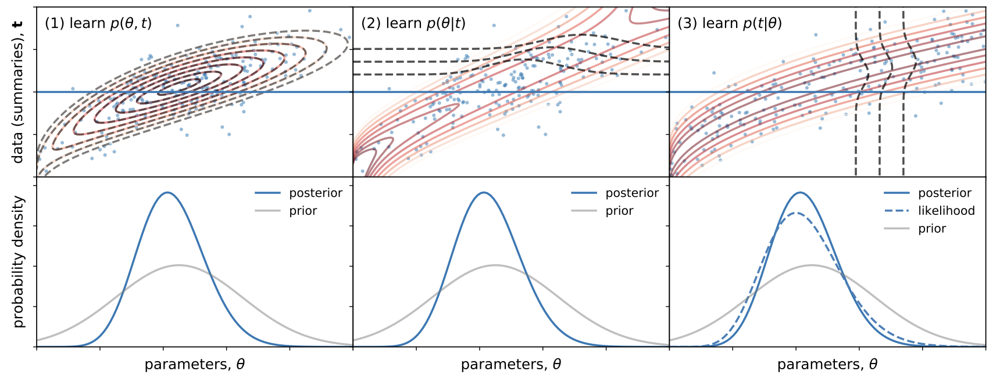 (1) learn p(θ, t)
(2) learn p(θ|t)
(3) learn p(t|θ)
data (summaries), t
posterior
prior
posterior
prior
posterior
likelihood
prior
probability density
parameters, θ
parameters, θ
parameters, θ